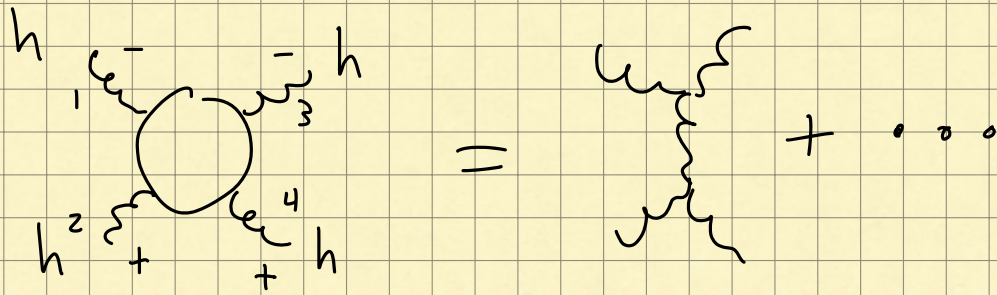 h − − h
1 3
= + ...
2 4
h + + h